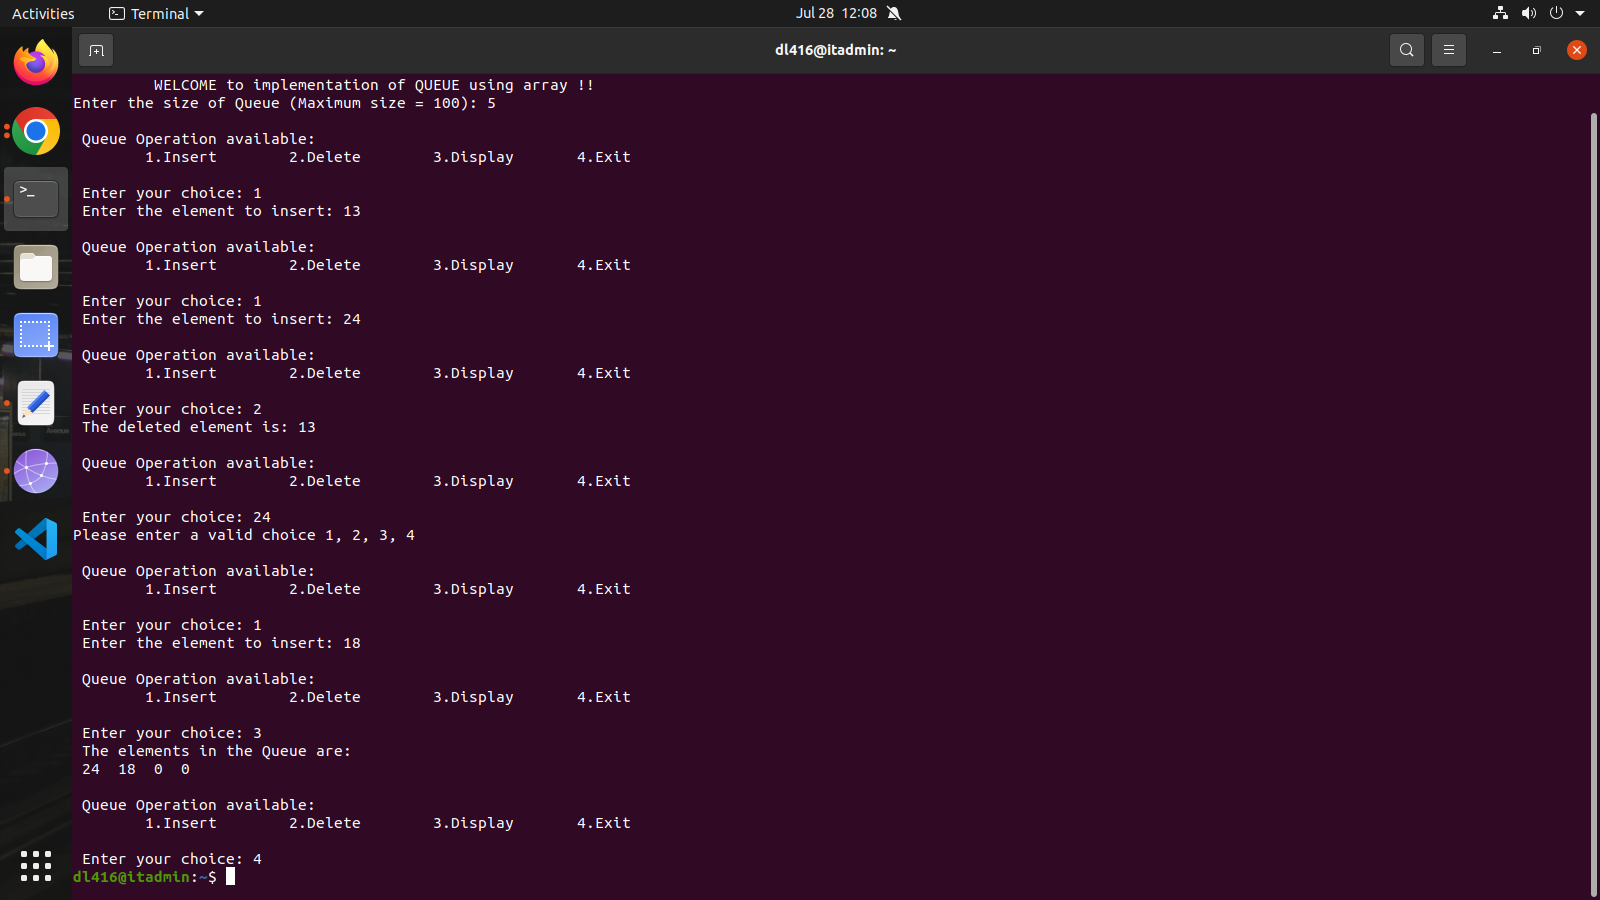 Activities Terminal Jul 28 12:08
dl416@itadmin: ~
WELCOME to implementation of QUEUE using array !!
Enter the size of Queue (Maximum size = 100): 5
Queue Operation available:
1.Insert 2.Delete 3.Display 4.Exit
Enter your choice: 1
Enter the element to insert: 13
Queue Operation available:
1.Insert 2.Delete 3.Display 4.Exit
Enter your choice: 1
Enter the element to insert: 24
Queue Operation available:
1.Insert 2.Delete 3.Display 4.Exit
Enter your choice: 2
The deleted element is: 13
Queue Operation available:
1.Insert 2.Delete 3.Display 4.Exit
Enter your choice: 24
Please enter a valid choice 1, 2, 3, 4
Queue Operation available:
1.Insert 2.Delete 3.Display 4.Exit
Enter your choice: 1
Enter the element to insert: 18
Queue Operation available:
1.Insert 2.Delete 3.Display 4.Exit
Enter your choice: 3
The elements in the Queue are:
24 18 0 0
Queue Operation available:
1.Insert 2.Delete 3.Display 4.Exit
Enter your choice: 4
dl416@itadmin:~$